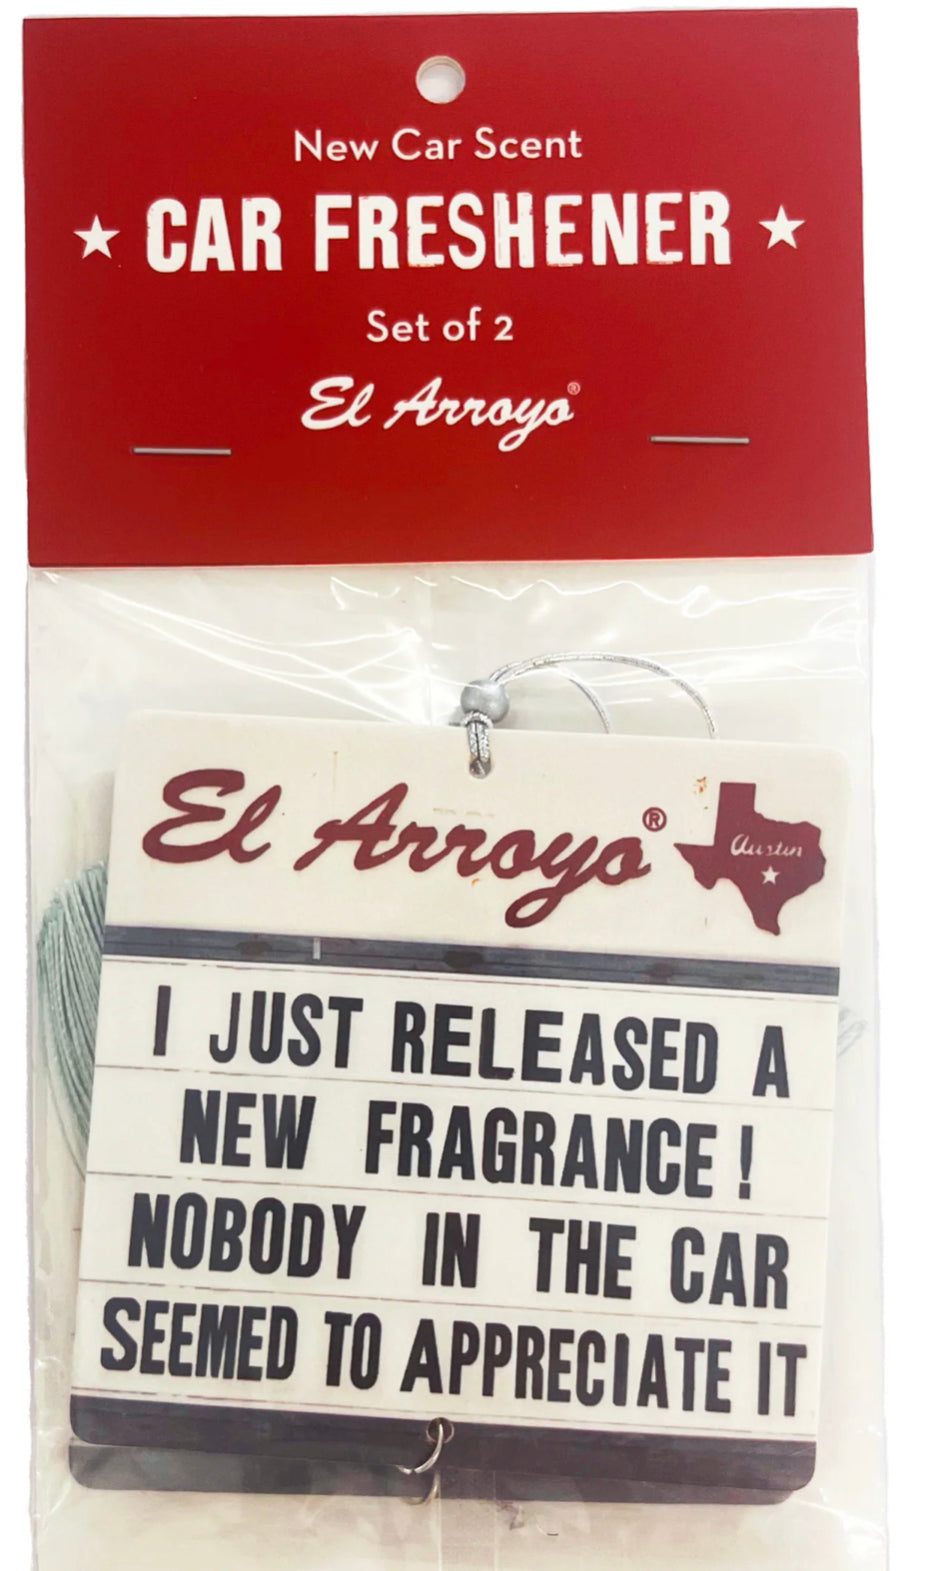 New Car Scent
★ CAR FRESHENER ★
Set of 2
El Arroyo®
El Arroyo®
Austin
I JUST RELEASED A
NEW FRAGRANCE!
NOBODY IN THE CAR
SEEMED TO APPRECIATE IT